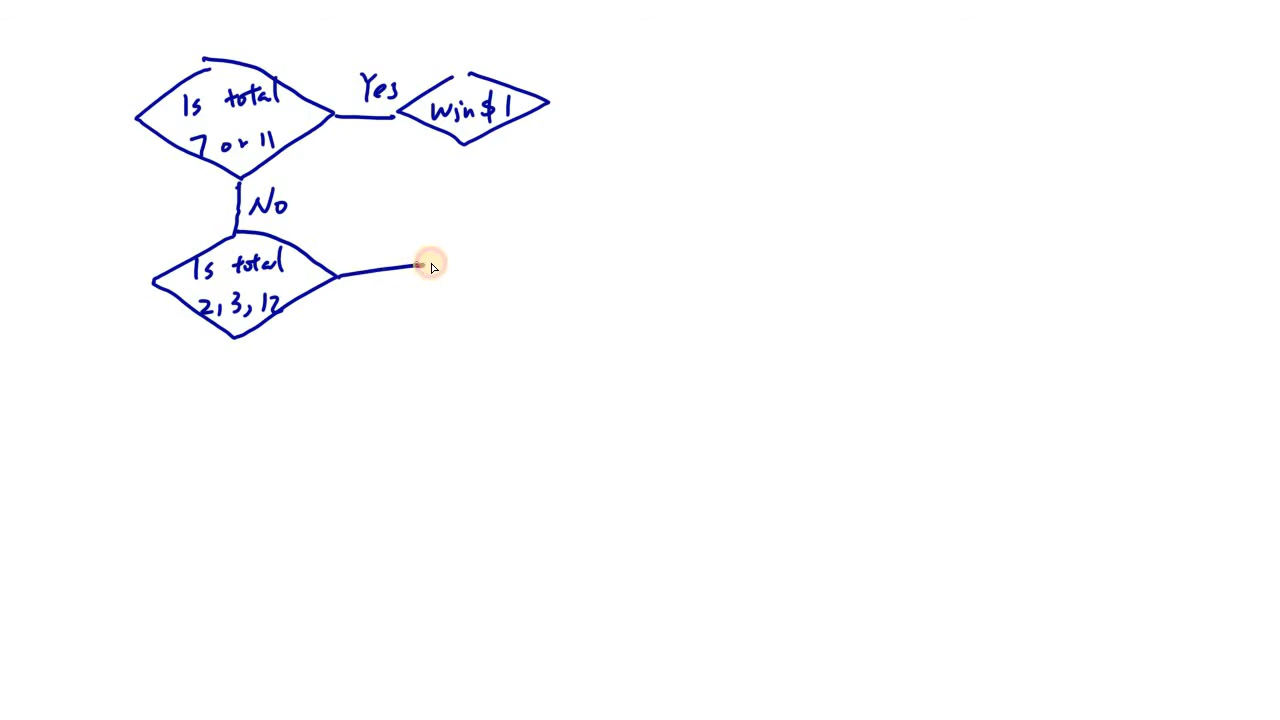 Is total
7 or 11
Yes
Win $1
No
Is total
2, 3, 12